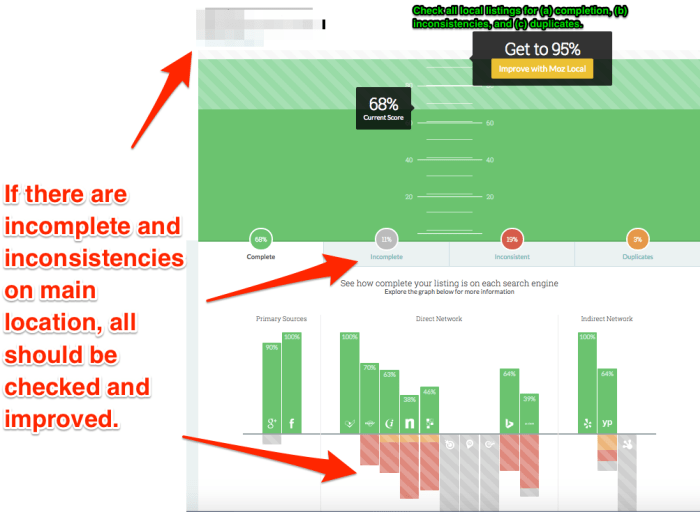 Check all local listings for (a) completion, (b)
inconsistencies, and (c) duplicates.
Get to 95%
Improve with Moz Local
68%
Current Score
60
60
40
40
20
20
If there are
incomplete and
inconsistencies
on main
location, all
should be
checked and
improved.
68%
11%
19%
3%
Complete
Incomplete
Inconsistent
Duplicates
See how complete your listing is on each search engine
Explore the graph below for more information
Primary Sources
Direct Network
Indirect Network
90%
100%
100%
70%
63%
38%
46%
64%
39%
100%
64%
g+
f
n
b
yp